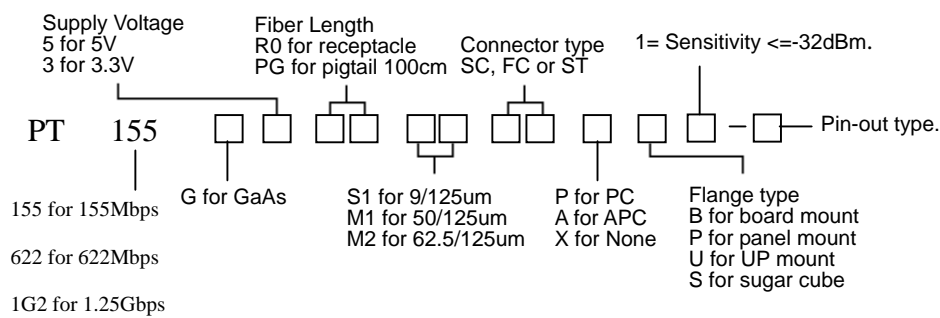 Supply Voltage
5 for 5V
3 for 3.3V
Fiber Length
R0 for receptacle
PG for pigtail 100cm
Connector type
SC, FC or ST
1= Sensitivity <=-32dBm.
PT 155
Pin-out type.
155 for 155Mbps
622 for 622Mbps
1G2 for 1.25Gbps
G for GaAs
S1 for 9/125um
M1 for 50/125um
M2 for 62.5/125um
P for PC
A for APC
X for None
Flange type
B for board mount
P for panel mount
U for UP mount
S for sugar cube